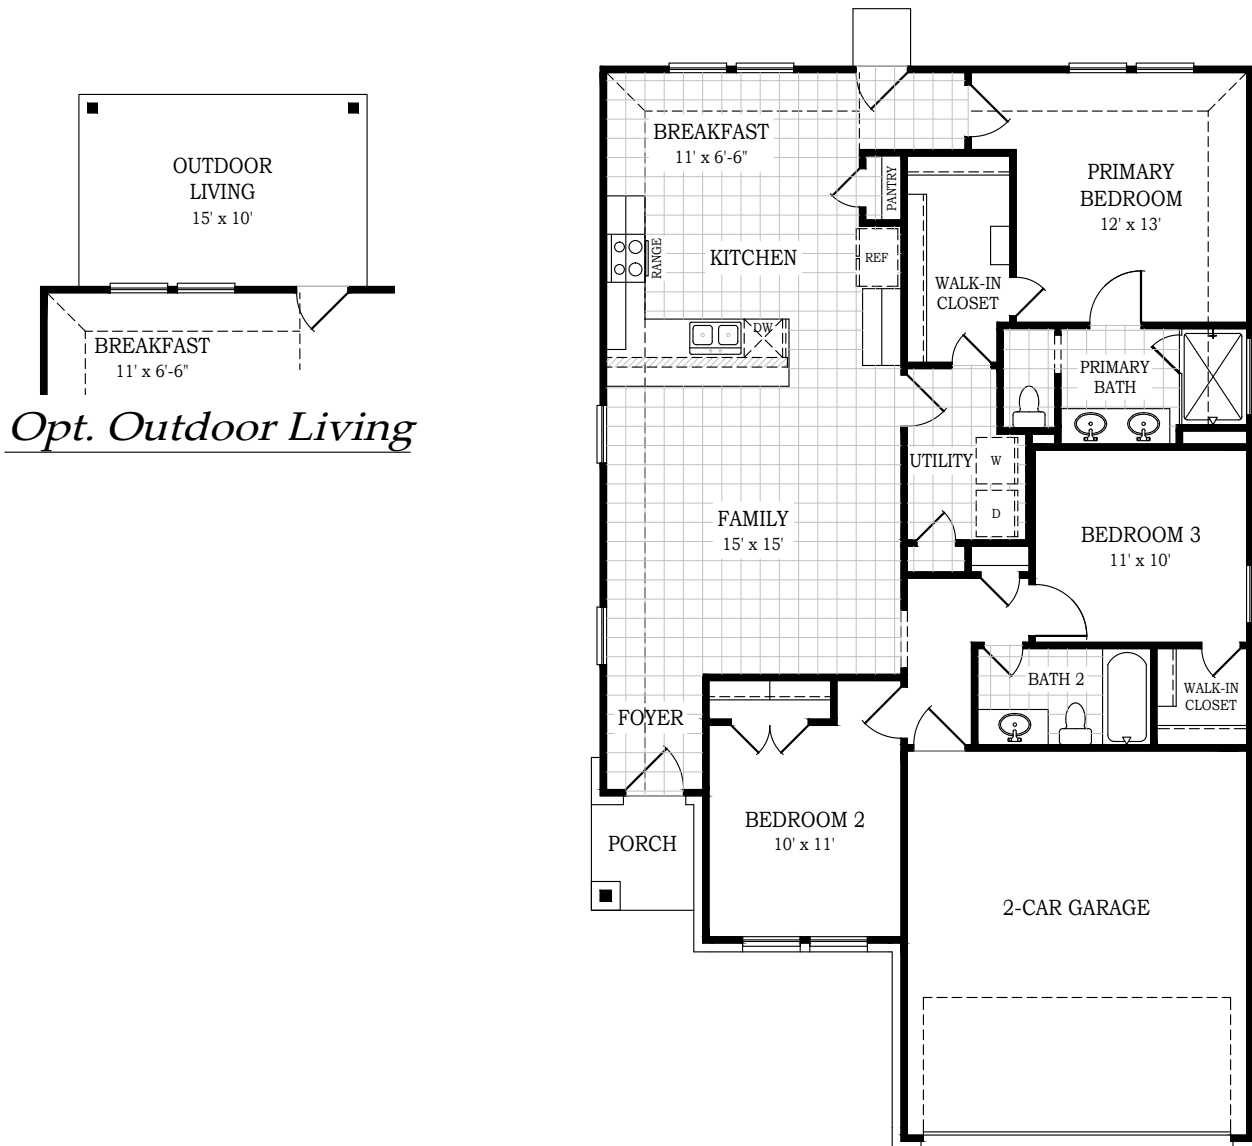 OUTDOOR
LIVING
15' x 10'
BREAKFAST
11' x 6'-6"
Opt. Outdoor Living
BREAKFAST
11' x 6'-6"
PANTRY
PRIMARY
BEDROOM
12' x 13'
RANGE
KITCHEN
REF
WALK-IN
CLOSET
DW
PRIMARY
BATH
UTILITY
W
D
FAMILY
15' x 15'
BEDROOM 3
11' x 10'
BATH 2
WALK-IN
CLOSET
FOYER
BEDROOM 2
10' x 11'
PORCH
2-CAR GARAGE